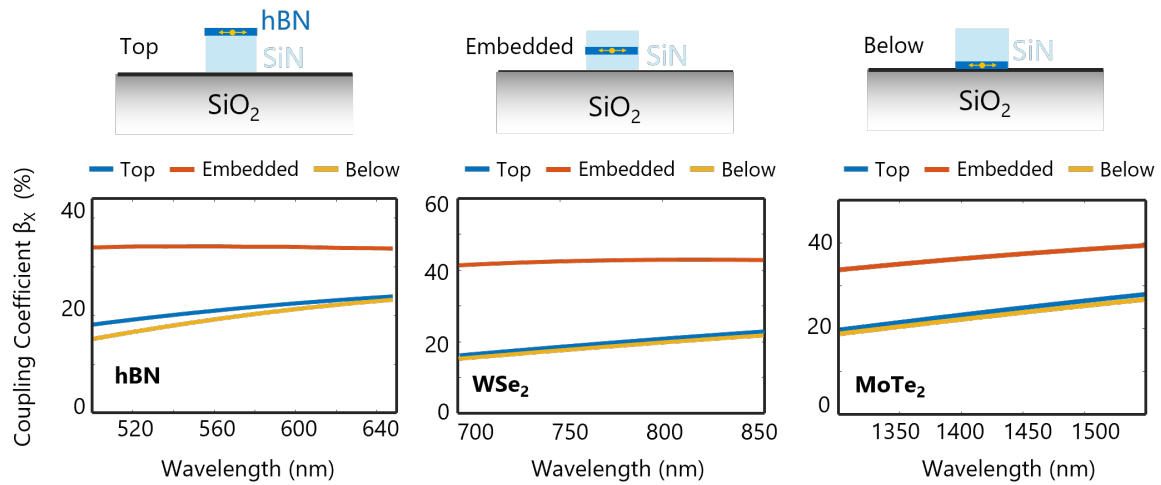 Top
hBN
SiN
SiO₂
Embedded
SiN
SiO₂
Below
SiN
SiO₂
Top Embedded Below
Top Embedded Below
Top Embedded Below
Coupling Coefficient βₓ (%)
40
20
0
hBN
520 560 600 640
Wavelength (nm)
60
40
20
0
WSe₂
700 750 800 850
Wavelength (nm)
40
20
0
MoTe₂
1350 1400 1450 1500
Wavelength (nm)